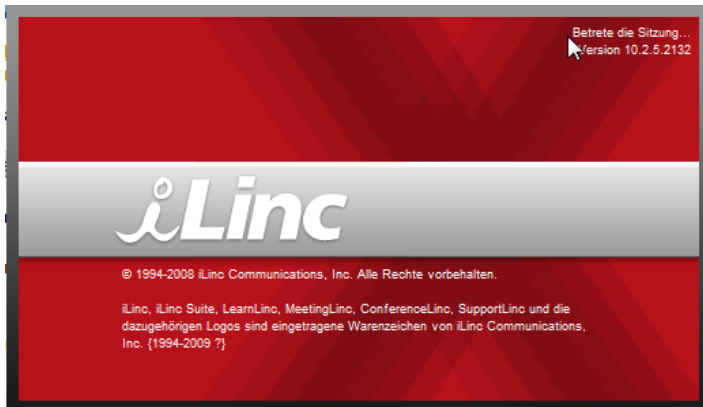 Betrete die Sitzung...
Version 10.2.5.2132
iLinc
© 1994-2008 iLinc Communications, Inc. Alle Rechte vorbehalten.
iLinc, iLinc Suite, LearnLinc, MeetingLinc, ConferenceLinc, SupportLinc und die
dazugehörigen Logos sind eingetragene Warenzeichen von iLinc Communications,
Inc. {1994-2009 ?}